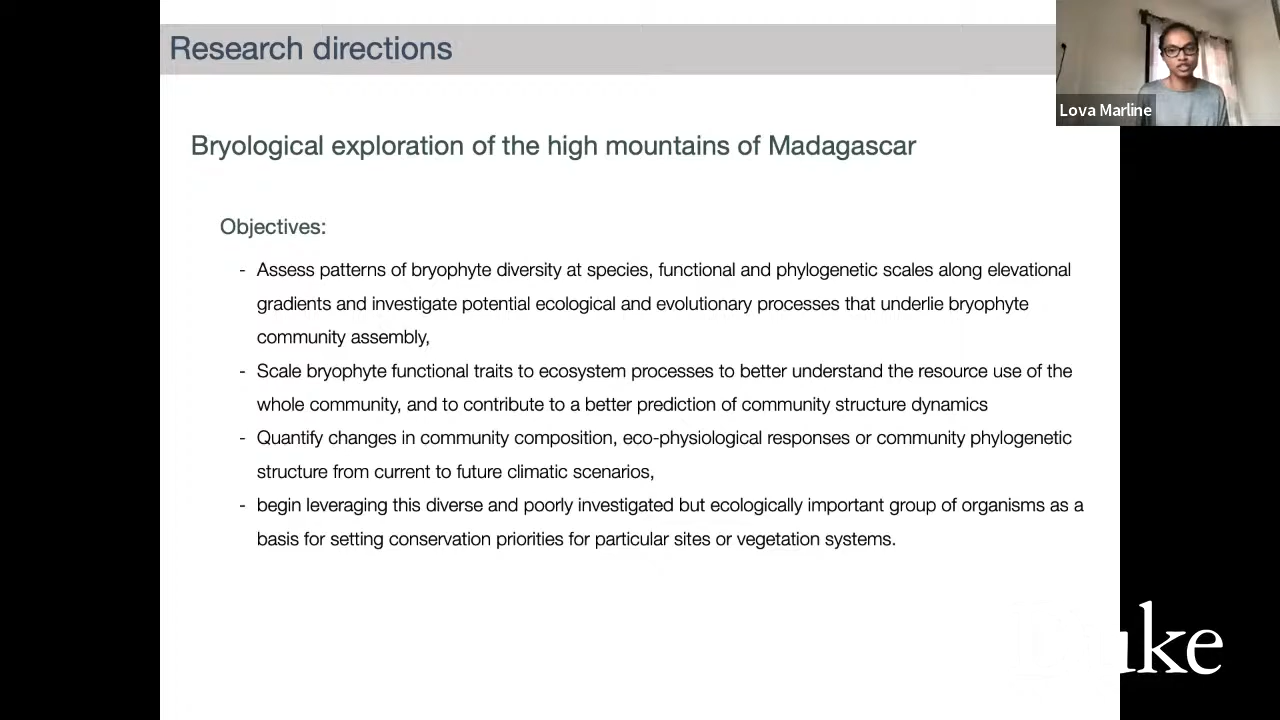 Research directions
Lova Marline
Bryological exploration of the high mountains of Madagascar
Objectives:
- Assess patterns of bryophyte diversity at species, functional and phylogenetic scales along elevational
gradients and investigate potential ecological and evolutionary processes that underlie bryophyte
community assembly,
- Scale bryophyte functional traits to ecosystem processes to better understand the resource use of the
whole community, and to contribute to a better prediction of community structure dynamics
- Quantify changes in community composition, eco-physiological responses or community phylogenetic
structure from current to future climatic scenarios,
- begin leveraging this diverse and poorly investigated but ecologically important group of organisms as a
basis for setting conservation priorities for particular sites or vegetation systems.
Duke